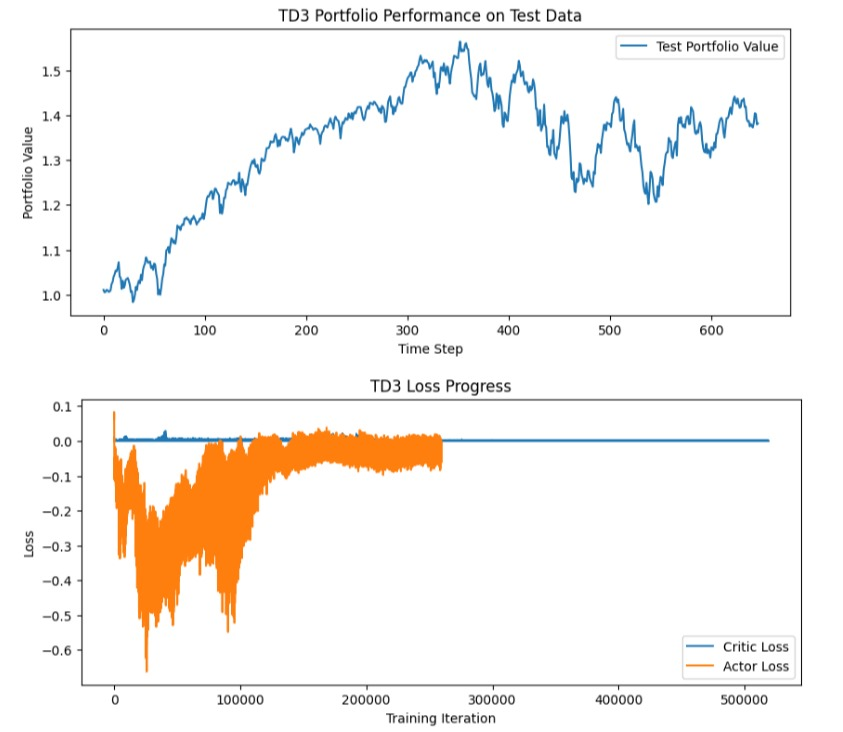 TD3 Portfolio Performance on Test Data
Test Portfolio Value
1.5
1.4
1.3
1.2
1.1
1.0
Portfolio Value
0 100 200 300 400 500 600
Time Step
TD3 Loss Progress
0.1
0.0
−0.1
−0.2
−0.3
−0.4
−0.5
−0.6
Loss
Critic Loss
Actor Loss
0 100000 200000 300000 400000 500000
Training Iteration